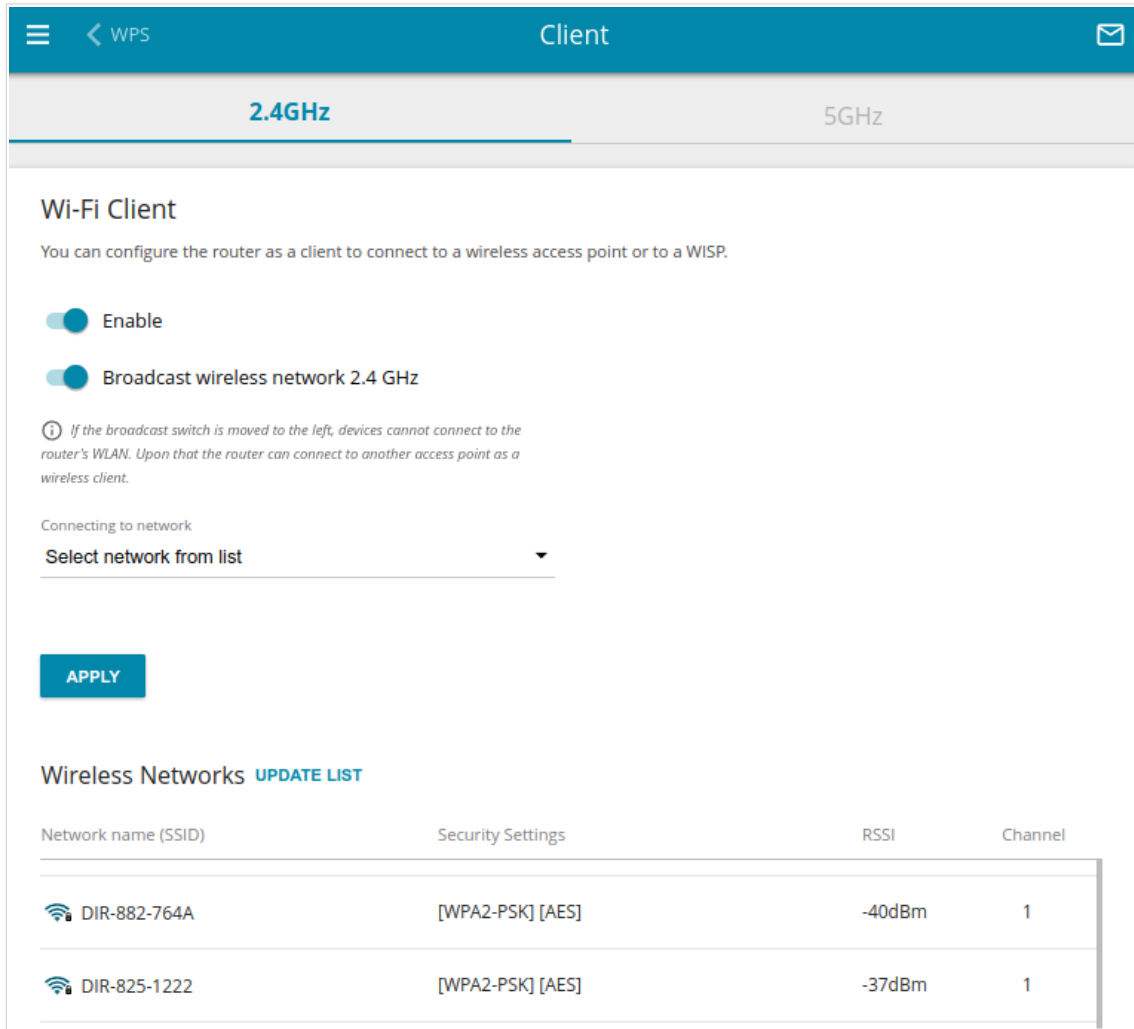 WPS
Client
2.4GHz
5GHz
Wi-Fi Client
You can configure the router as a client to connect to a wireless access point or to a WISP.
Enable
Broadcast wireless network 2.4 GHz
If the broadcast switch is moved to the left, devices cannot connect to the
router's WLAN. Upon that the router can connect to another access point as a
wireless client.
Connecting to network
Select network from list
APPLY
Wireless Networks UPDATE LIST
Network name (SSID) Security Settings RSSI Channel
DIR-882-764A [WPA2-PSK] [AES] -40dBm 1
DIR-825-1222 [WPA2-PSK] [AES] -37dBm 1